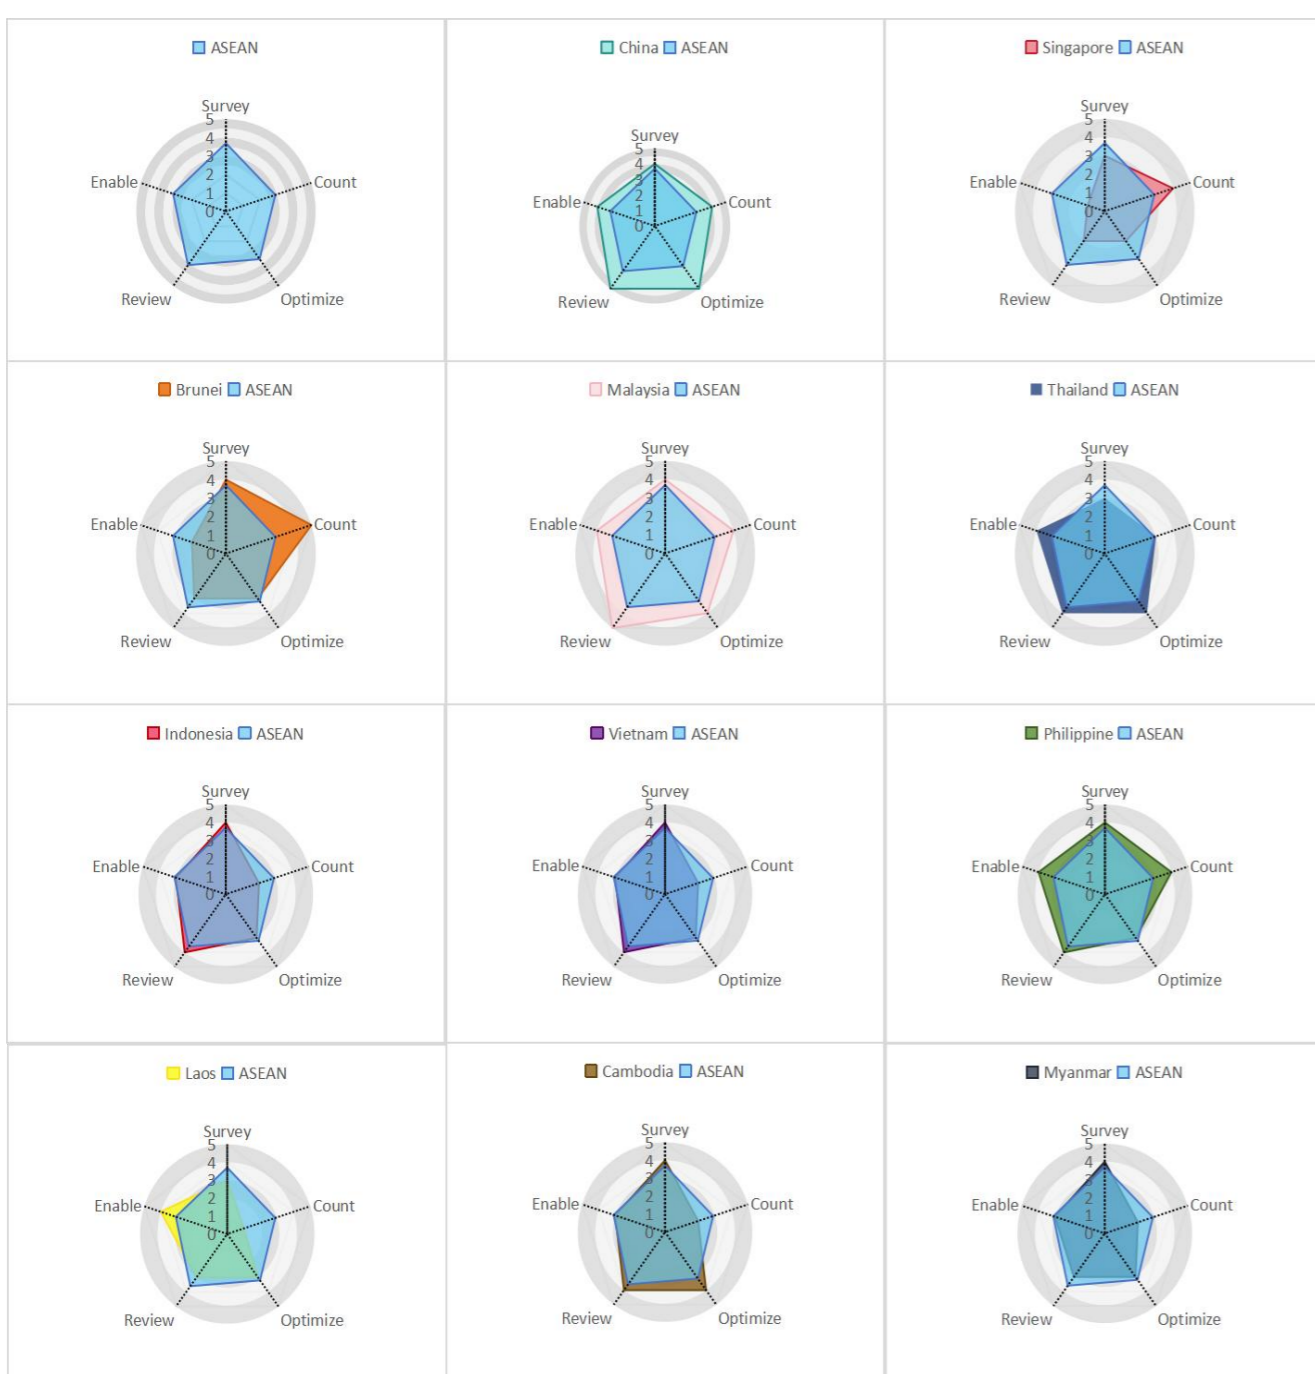 ASEAN
Survey
5
4
3
2
1
0
Enable
Count
Review
Optimize
China ASEAN
Survey
5
4
3
2
1
0
Enable
Count
Review
Optimize
Singapore ASEAN
Survey
5
4
3
2
1
0
Enable
Count
Review
Optimize
Brunei ASEAN
Survey
5
4
3
2
1
0
Enable
Count
Review
Optimize
Malaysia ASEAN
Survey
5
4
3
2
1
0
Enable
Count
Review
Optimize
Thailand ASEAN
Survey
5
4
3
2
1
0
Enable
Count
Review
Optimize
Indonesia ASEAN
Survey
5
4
3
2
1
0
Enable
Count
Review
Optimize
Vietnam ASEAN
Survey
5
4
3
2
1
0
Enable
Count
Review
Optimize
Philippine ASEAN
Survey
5
4
3
2
1
0
Enable
Count
Review
Optimize
Laos ASEAN
Survey
5
4
3
2
1
0
Enable
Count
Review
Optimize
Cambodia ASEAN
Survey
5
4
3
2
1
0
Enable
Count
Review
Optimize
Myanmar ASEAN
Survey
5
4
3
2
1
0
Enable
Count
Review
Optimize